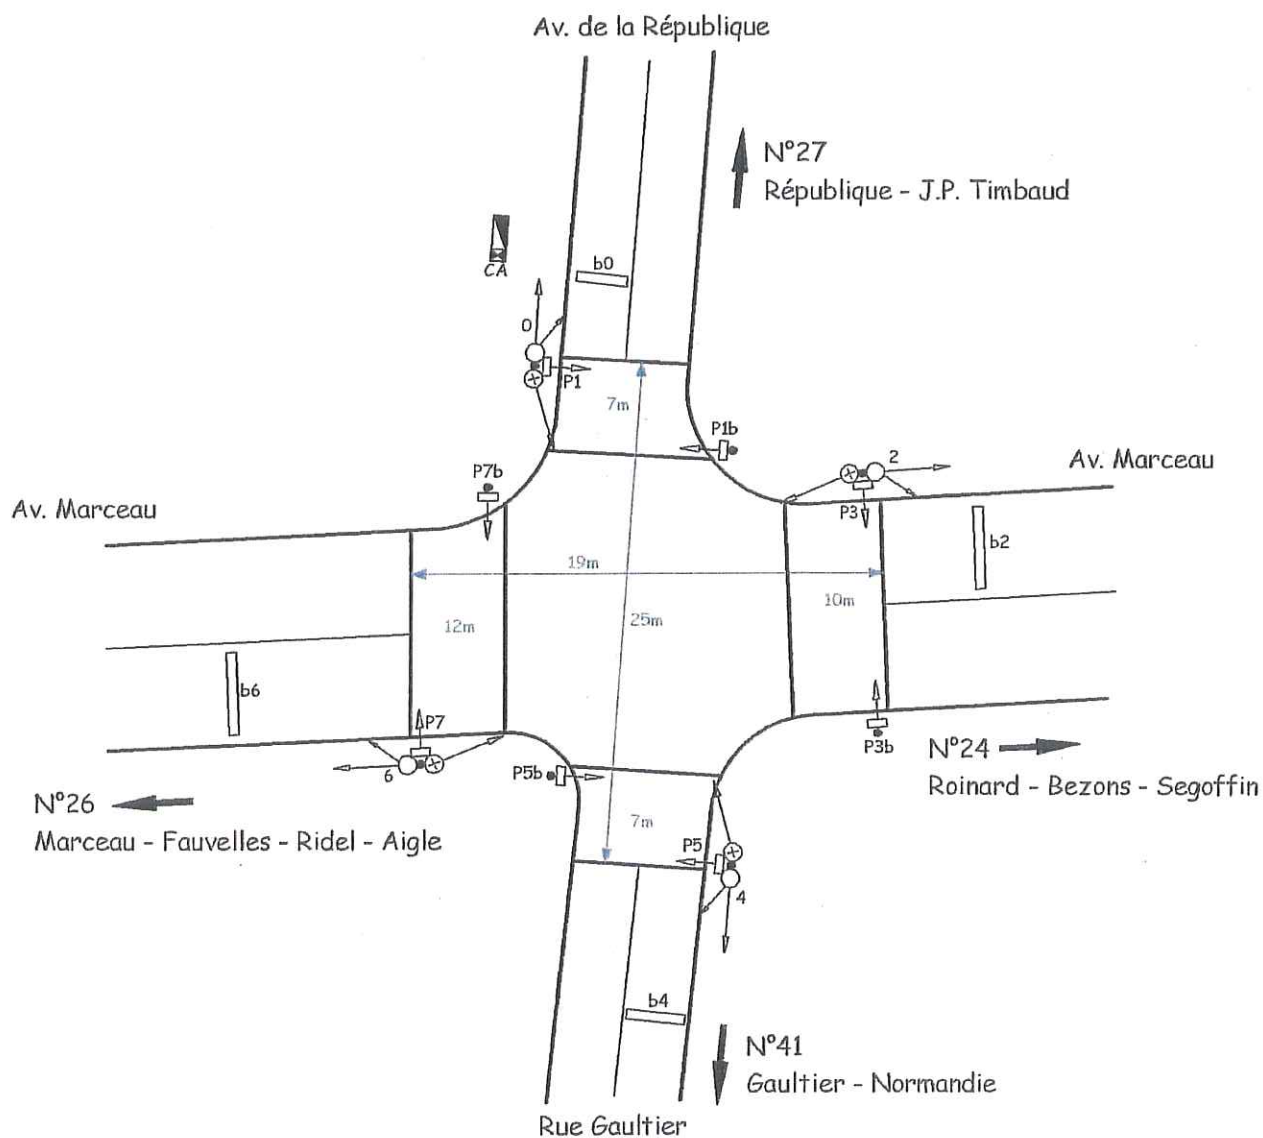 Av. de la République
N°27
République - J.P. Timbaud
CA
b0
0
P1
7m
P1b
2
Av. Marceau
P7b
P3
Av. Marceau
b2
19m
10m
12m
25m
b6
P7
6
P5b
P3b
N°24
Roinard - Bezons - Segoffin
N°26
Marceau - Fauvelles - Ridel - Aigle
7m
P5
4
b4
N°41
Gaultier - Normandie
Rue Gaultier